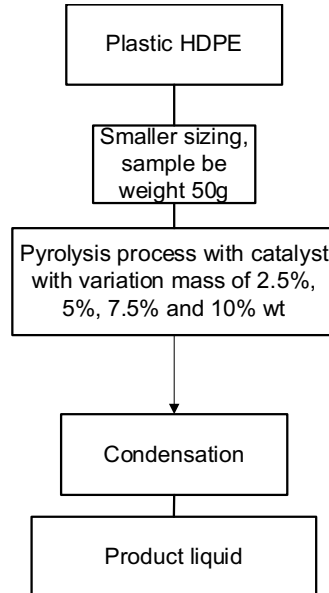 Plastic HDPE
Smaller sizing,
sample be
weight 50g
Pyrolysis process with catalyst
with variation mass of 2.5%,
5%, 7.5% and 10% wt
Condensation
Product liquid